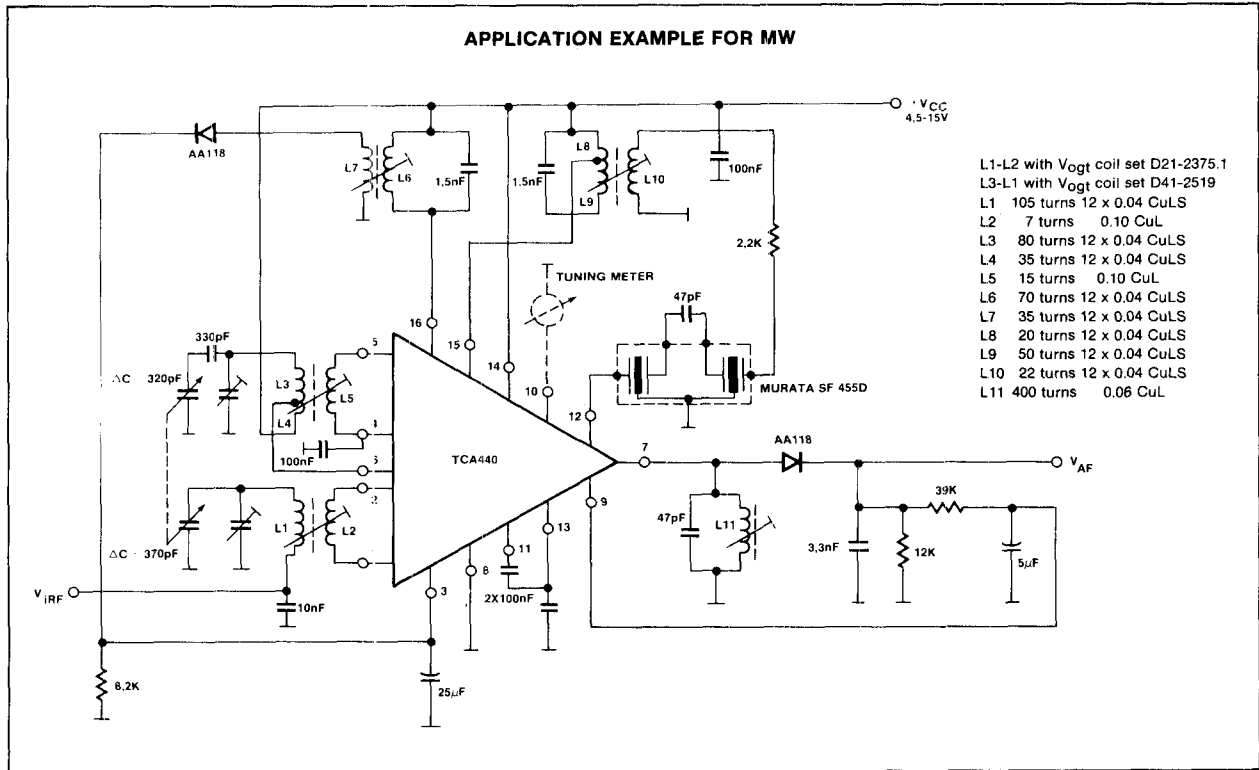 APPLICATION EXAMPLE FOR MW
VCC
4,5-15V
AA118
L7
L6
1,5nF
1,5nF
L8
L9
L10
100nF
2,2K
L1-L2 with Vogt coil set D21-2375.1
L3-L1 with Vogt coil set D41-2519
L1 105 turns 12 x 0.04 CuLS
L2 7 turns 0.10 CuL
L3 80 turns 12 x 0.04 CuLS
L4 35 turns 12 x 0.04 CuLS
L5 15 turns 0.10 CuL
L6 70 turns 12 x 0.04 CuLS
L7 35 turns 12 x 0.04 CuLS
L8 20 turns 12 x 0.04 CuLS
L9 50 turns 12 x 0.04 CuLS
L10 22 turns 12 x 0.04 CuLS
L11 400 turns 0.06 CuL
TUNING METER
47pF
16
15
14
10
12
MURATA SF 455D
330pF
ΔC 320pF
L3
L4
L5
5
4
100nF
TCA440
7
AA118
VAF
9
2
ΔC 370pF
L1
L2
13
11
8
3
2X100nF
47pF
L11
39K
3,3nF
12K
5μF
ViRF
10nF
8,2K
25μF